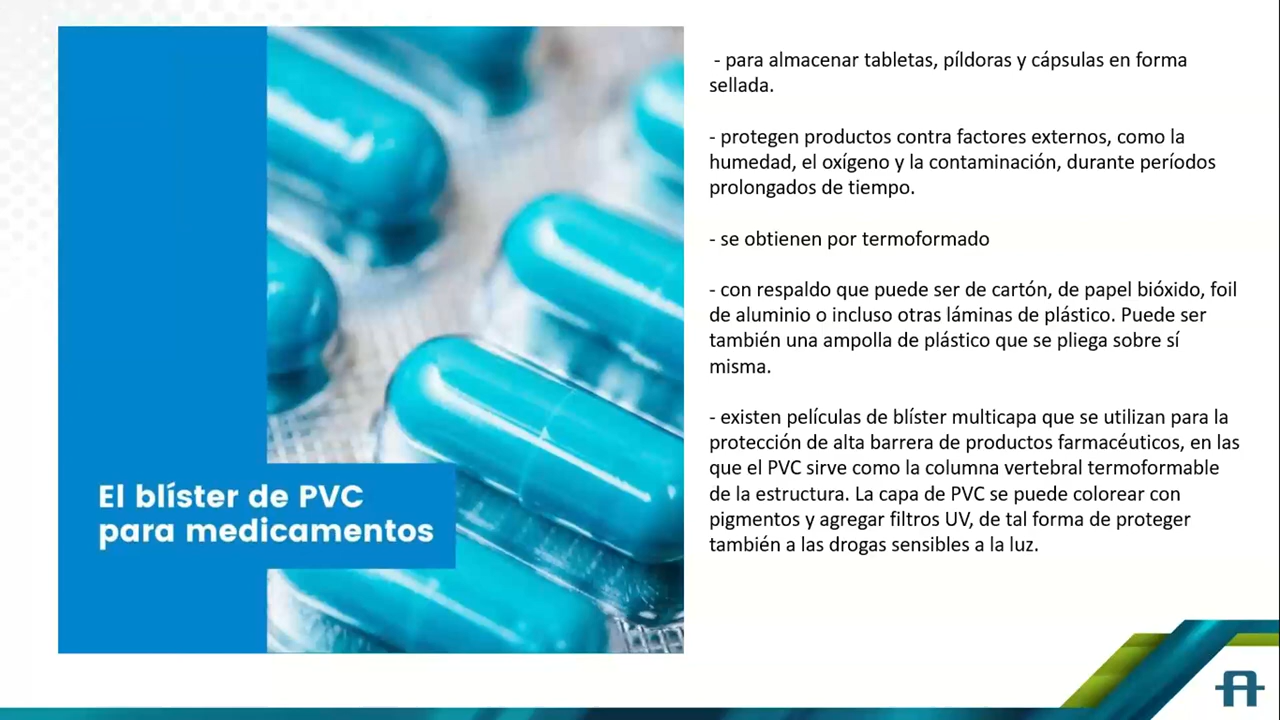 El blíster de PVC
para medicamentos
- para almacenar tabletas, píldoras y cápsulas en forma
sellada.
- protegen productos contra factores externos, como la
humedad, el oxígeno y la contaminación, durante períodos
prolongados de tiempo.
- se obtienen por termoformado
- con respaldo que puede ser de cartón, de papel bióxido, foil
de aluminio o incluso otras láminas de plástico. Puede ser
también una ampolla de plástico que se pliega sobre sí
misma.
- existen películas de blíster multicapa que se utilizan para la
protección de alta barrera de productos farmacéuticos, en las
que el PVC sirve como la columna vertebral termoformable
de la estructura. La capa de PVC se puede colorear con
pigmentos y agregar filtros UV, de tal forma de proteger
también a las drogas sensibles a la luz.